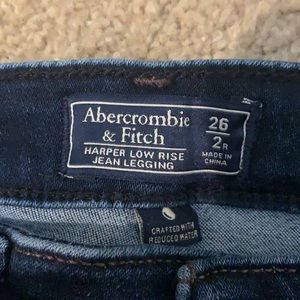 Abercrombie
& Fitch
HARPER LOW RISE
JEAN LEGGING
26
2R
MADE IN
CHINA
CRAFTED WITH
REDUCED WATER